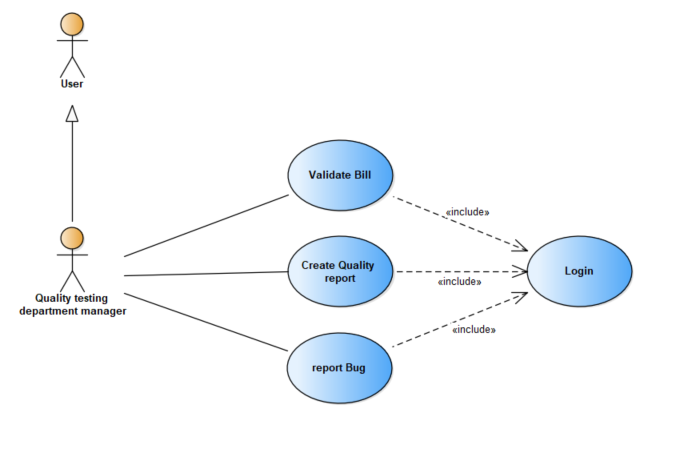 User
Validate Bill
«include»
Quality testing
department manager
Create Quality
report
«include»
Login
report Bug
«include»